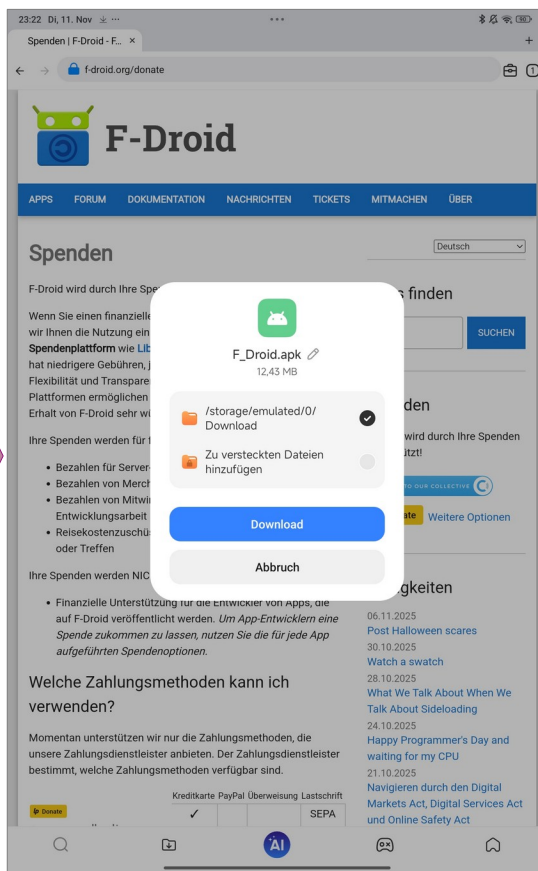 23:22 Di, 11. Nov
90
Spenden | F-Droid - F...
f-droid.org/donate
1
F-Droid
APPS FORUM DOKUMENTATION NACHRICHTEN TICKETS MITMACHEN ÜBER
Spenden
Deutsch
F-Droid wird durch Ihre Spe
Wenn Sie einen finanzielle
wir Ihnen die Nutzung ein
Spendenplattform wie Lib
hat niedrigere Gebühren, j
Flexibilität und Transpare
Plattformen ermöglichen
Erhalt von F-Droid sehr wi
Ihre Spenden werden für f
Bezahlen für Server-
Bezahlen von Merch
Bezahlen von Mitwir
Entwicklungsarbeit
Reisekostenzuschüs
oder Treffen
Ihre Spenden werden NIC
Finanzielle Unterstützung für die Entwickler von Apps, die
auf F-Droid veröffentlicht werden. Um App-Entwicklern eine
Spende zukommen zu lassen, nutzen Sie die für jede App
aufgeführten Spendenoptionen.
Welche Zahlungsmethoden kann ich
verwenden?
Momentan unterstützen wir nur die Zahlungsmethoden, die
unsere Zahlungsdienstleister anbieten. Der Zahlungsdienstleister
bestimmt, welche Zahlungsmethoden verfügbar sind.
Kreditkarte PayPal Überweisung Lastschrift
Donate
✓ SEPA
F_Droid.apk
12,43 MB
/storage/emulated/0/
Download
Zu versteckten Dateien
hinzufügen
Download
Abbruch
s finden
SUCHEN
den
wird durch Ihre Spenden
tzt!
TO OUR COLLECTIVE
ate Weitere Optionen
gkeiten
06.11.2025
Post Halloween scares
30.10.2025
Watch a swatch
28.10.2025
What We Talk About When We
Talk About Sideloading
24.10.2025
Happy Programmer's Day and
waiting for my CPU
21.10.2025
Navigieren durch den Digital
Markets Act, Digital Services Act
und Online Safety Act
AI